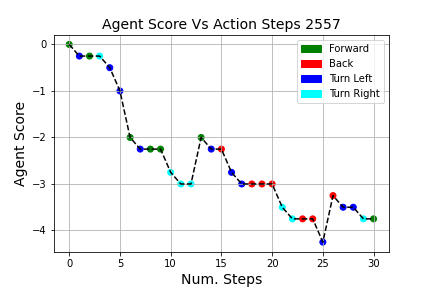 Agent Score Vs Action Steps 2557
Forward
Back
Turn Left
Turn Right
Agent Score
0
−1
−2
−3
−4
0 5 10 15 20 25 30
Num. Steps